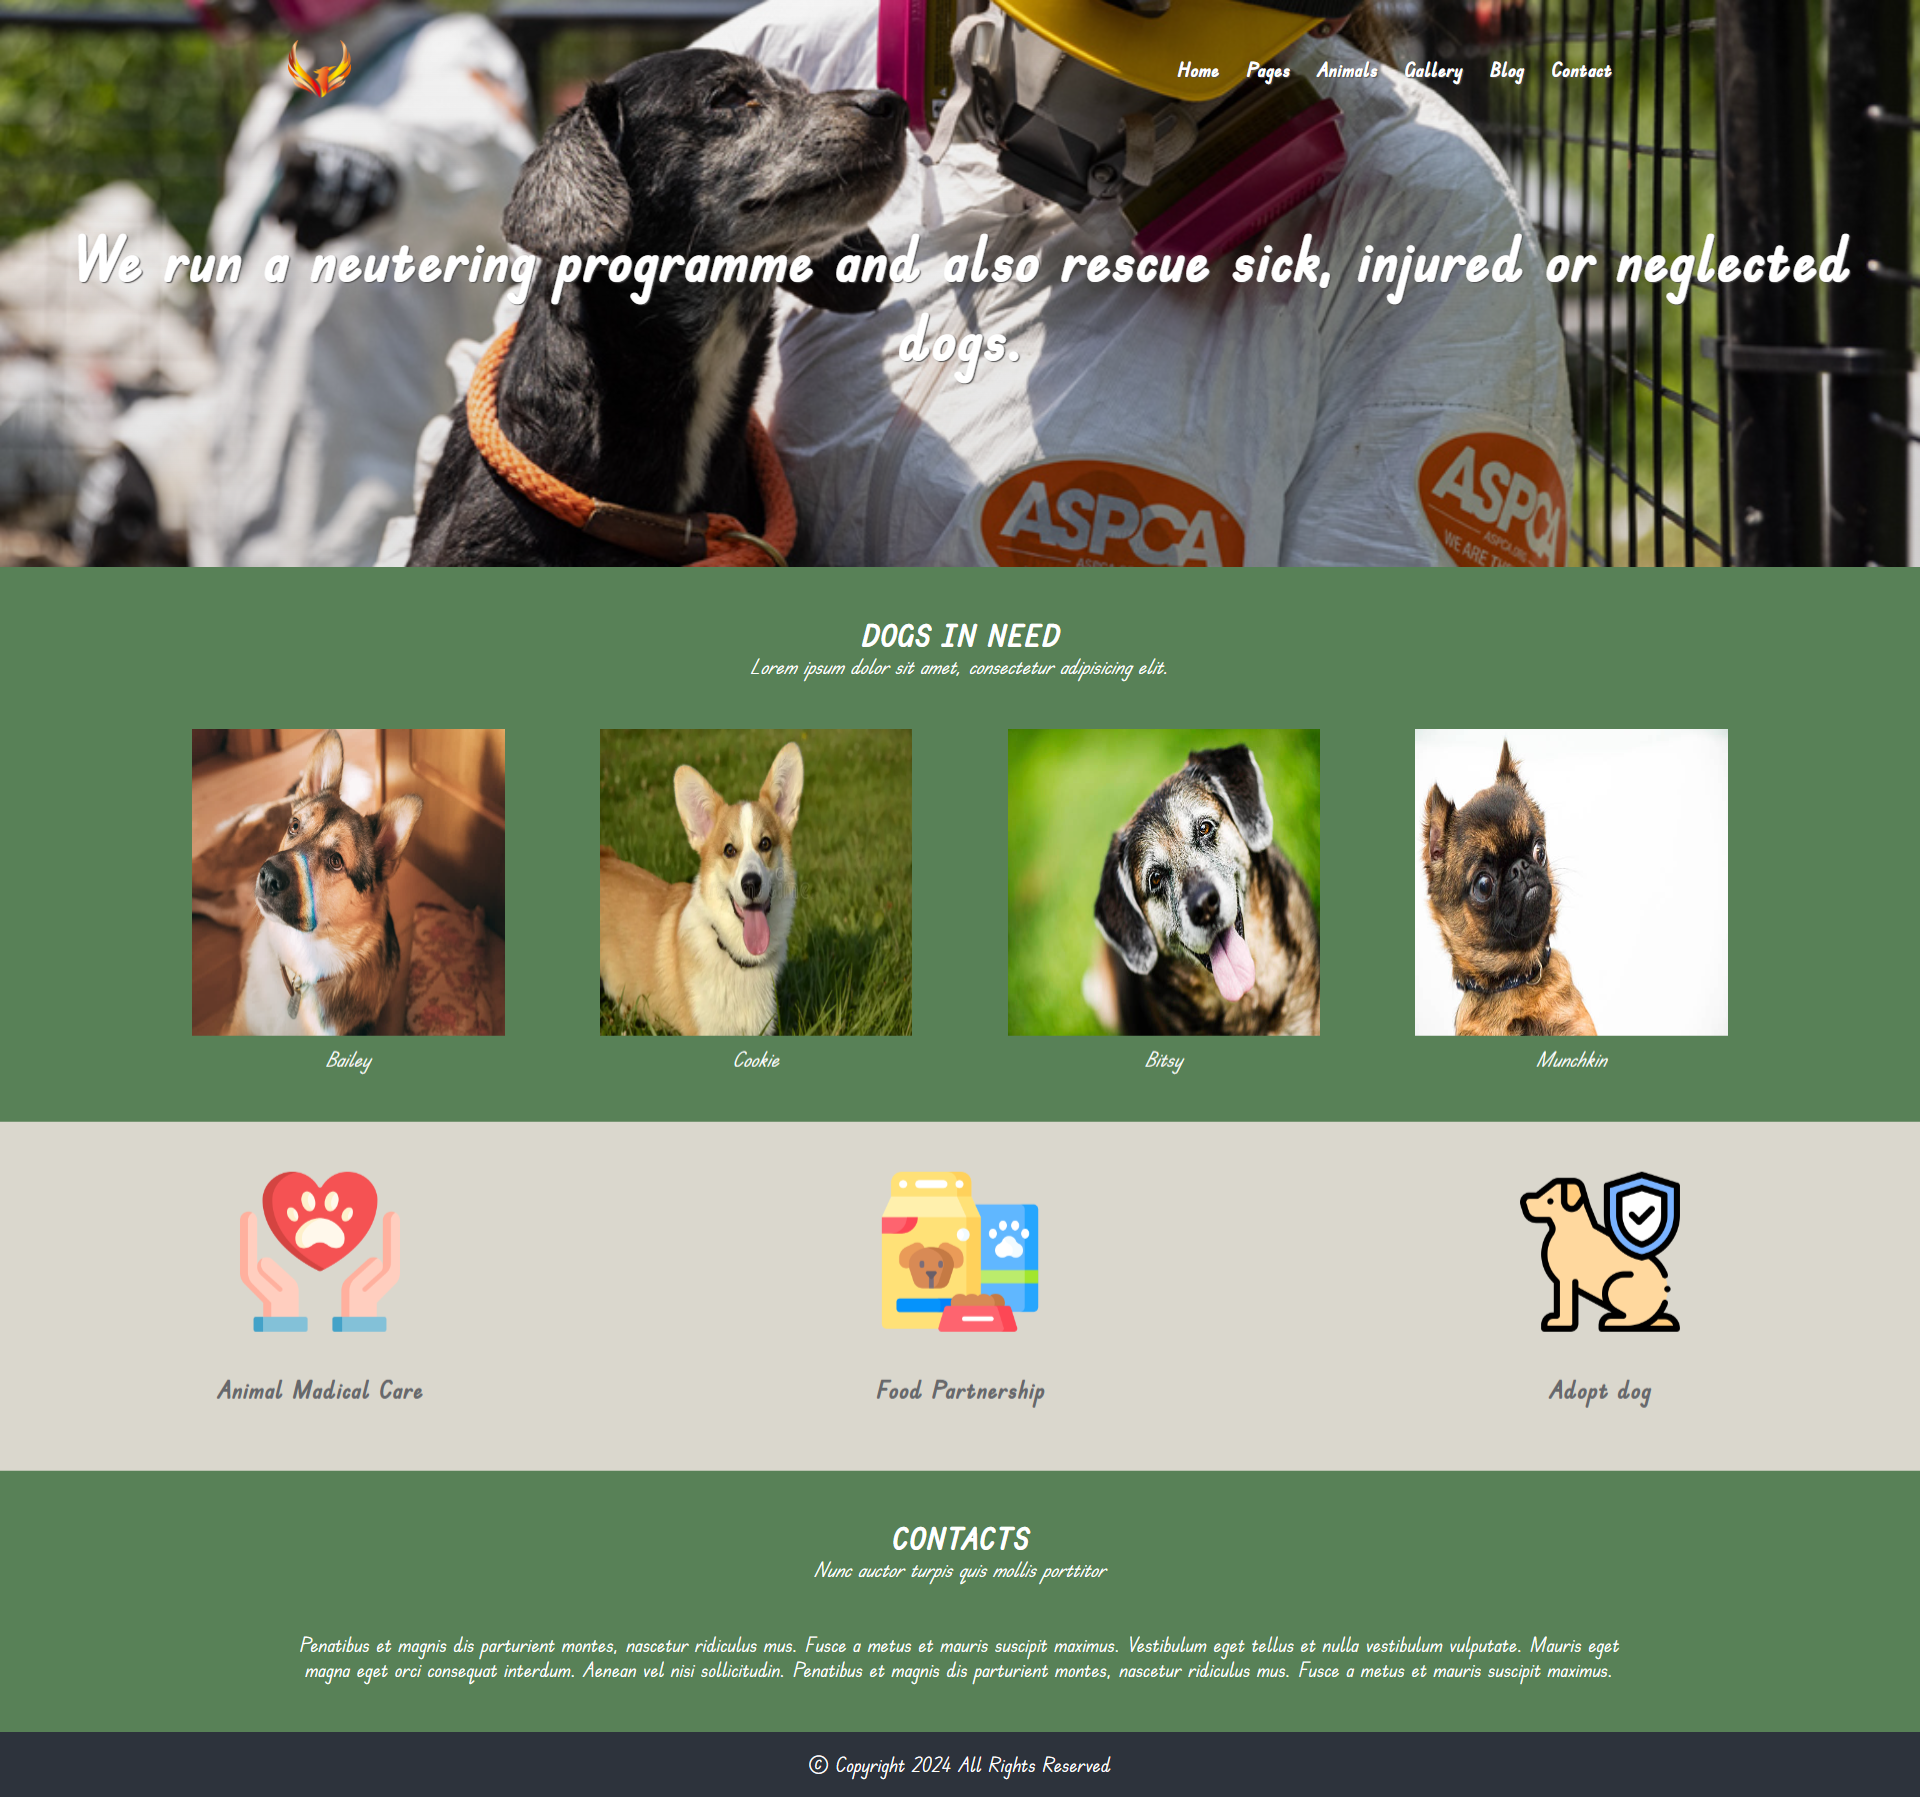 Home Pages Animals Gallery Blog Contact
We run a neutering programme and also rescue sick, injured or neglected
dogs.
ASPCA
ASPCA
WE ARE
DOGS IN NEED
Lorem ipsum dolor sit amet, consectetur adipisicing elit.
Bailey
Cookie
Bitsy
Munchkin
Animal Madical Care
Food Partnership
Adopt dog
CONTACTS
Nunc auctor turpis quis mollis porttitor
Penatibus et magnis dis parturient montes, nascetur ridiculus mus. Fusce a metus et mauris suscipit maximus. Vestibulum eget tellus et nulla vestibulum vulputate. Mauris eget
magna eget orci consequat interdum. Aenean vel nisi sollicitudin. Penatibus et magnis dis parturient montes, nascetur ridiculus mus. Fusce a metus et mauris suscipit maximus.
© Copyright 2024 All Rights Reserved